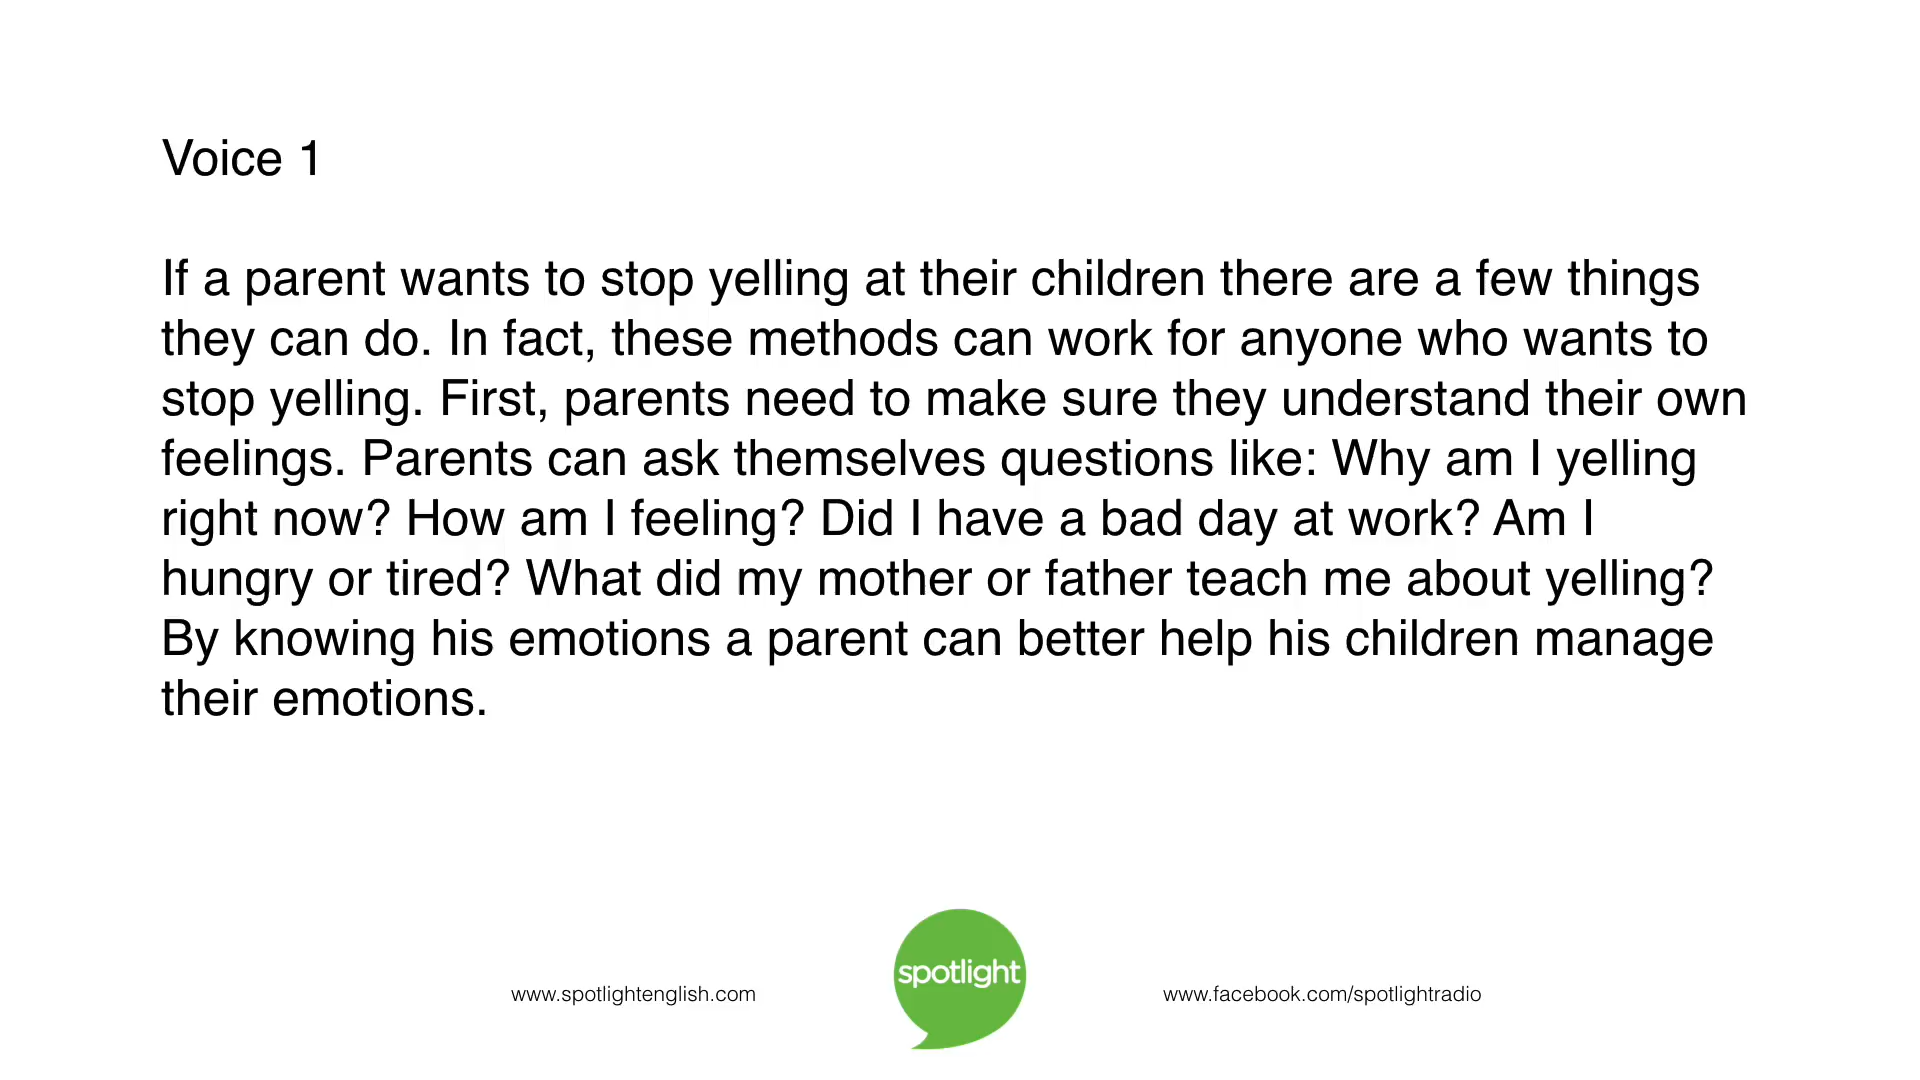 Voice 1
If a parent wants to stop yelling at their children there are a few things
they can do. In fact, these methods can work for anyone who wants to
stop yelling. First, parents need to make sure they understand their own
feelings. Parents can ask themselves questions like: Why am I yelling
right now? How am I feeling? Did I have a bad day at work? Am I
hungry or tired? What did my mother or father teach me about yelling?
By knowing his emotions a parent can better help his children manage
their emotions.
spotlight
www.spotlightenglish.com
www.facebook.com/spotlightradio